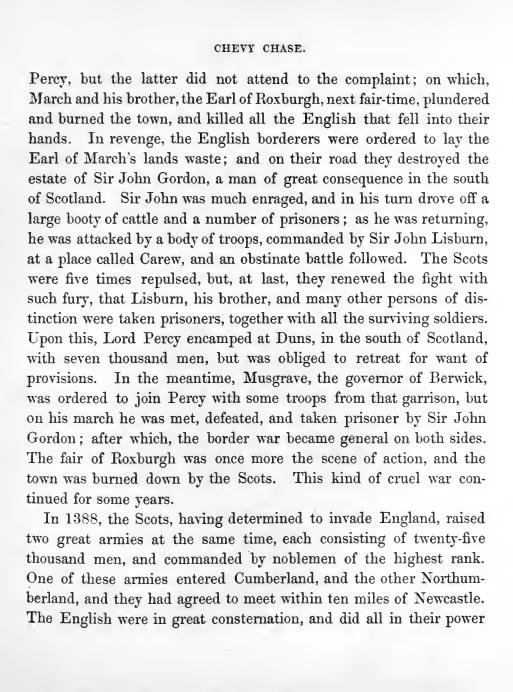 CHEVY CHASE.
Percy, but the latter did not attend to the complaint; on which,
March and his brother, the Earl of Roxburgh, next fair-time, plundered
and burned the town, and killed all the English that fell into their
hands. In revenge, the English borderers were ordered to lay the
Earl of March's lands waste; and on their road they destroyed the
estate of Sir John Gordon, a man of great consequence in the south
of Scotland. Sir John was much enraged, and in his turn drove off a
large booty of cattle and a number of prisoners; as he was returning,
he was attacked by a body of troops, commanded by Sir John Lisburn,
at a place called Carew, and an obstinate battle followed. The Scots
were five times repulsed, but, at last, they renewed the fight with
such fury, that Lisburn, his brother, and many other persons of dis-
tinction were taken prisoners, together with all the surviving soldiers.
Upon this, Lord Percy encamped at Duns, in the south of Scotland,
with seven thousand men, but was obliged to retreat for want of
provisions. In the meantime, Musgrave, the governor of Berwick,
was ordered to join Percy with some troops from that garrison, but
on his march he was met, defeated, and taken prisoner by Sir John
Gordon; after which, the border war became general on both sides.
The fair of Roxburgh was once more the scene of action, and the
town was burned down by the Scots. This kind of cruel war con-
tinued for some years.
In 1388, the Scots, having determined to invade England, raised
two great armies at the same time, each consisting of twenty-five
thousand men, and commanded by noblemen of the highest rank.
One of these armies entered Cumberland, and the other Northum-
berland, and they had agreed to meet within ten miles of Newcastle.
The English were in great consternation, and did all in their power